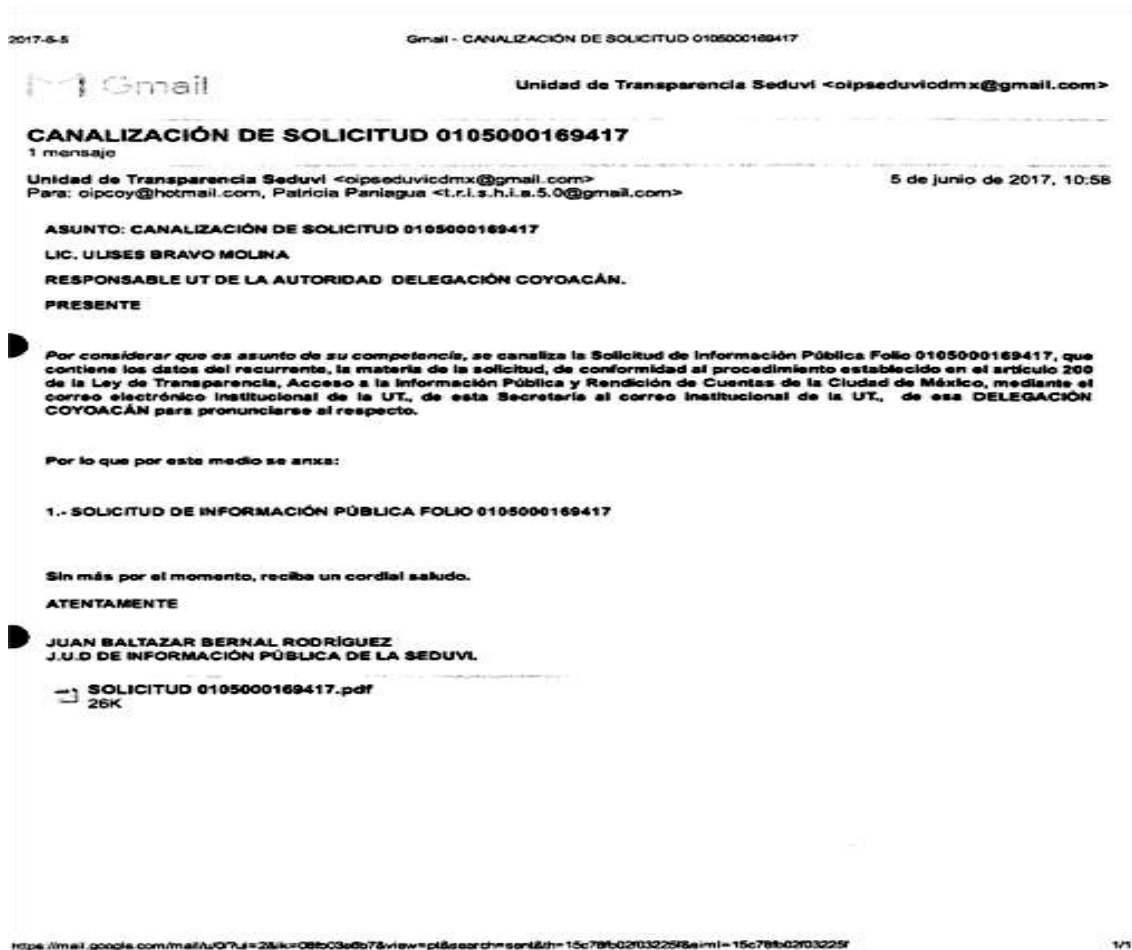 2017-6-5 Gmail - CANALIZACIÓN DE SOLICITUD 0105000169417
Gmail Unidad de Transparencia Seduvi <oipseduvicdmx@gmail.com>
CANALIZACIÓN DE SOLICITUD 0105000169417
1 mensaje
Unidad de Transparencia Seduvi <oipseduvicdmx@gmail.com> 5 de junio de 2017, 10:58
Para: oipcoy@hotmail.com, Patricia Paniagua <t.r.i.s.h.i.a.5.0@gmail.com>
ASUNTO: CANALIZACIÓN DE SOLICITUD 0105000169417
LIC. ULISES BRAVO MOLINA
RESPONSABLE UT DE LA AUTORIDAD DELEGACIÓN COYOACÁN.
PRESENTE
Por considerar que es asunto de su competencia, se canaliza la Solicitud de Información Pública Folio 0105000169417, que
contiene los datos del recurrente, la materia de la solicitud, de conformidad al procedimiento establecido en el artículo 200
de la Ley de Transparencia, Acceso a la Información Pública y Rendición de Cuentas de la Ciudad de México, mediante el
correo electrónico institucional de la UT., de esta Secretaría al correo institucional de la UT., de esa DELEGACIÓN
COYOACÁN para pronunciarse al respecto.
Por lo que por este medio se anxa:
1.- SOLICITUD DE INFORMACIÓN PÚBLICA FOLIO 01050000169417
Sin más por el momento, reciba un cordial saludo.
ATENTAMENTE
JUAN BALTAZAR BERNAL RODRÍGUEZ
J.U.D DE INFORMACIÓN PÚBLICA DE LA SEDUVI.
SOLICITUD 0105000169417.pdf
26K
1/1